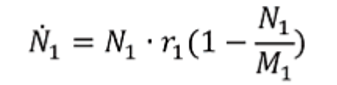 Ṅ₁ = N₁ · r₁(1 − N₁/M₁)